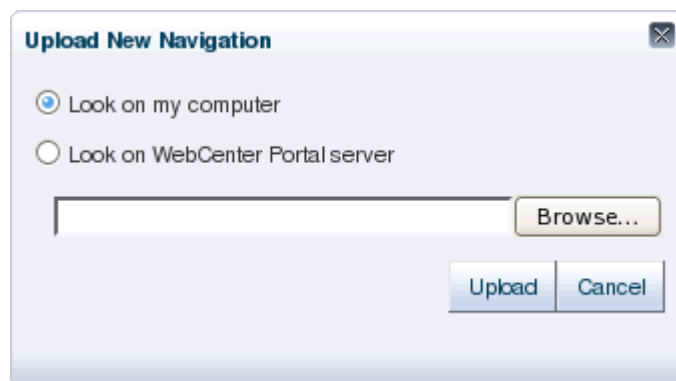 Upload New Navigation
Look on my computer
Look on WebCenter Portal server
Browse...
Upload Cancel